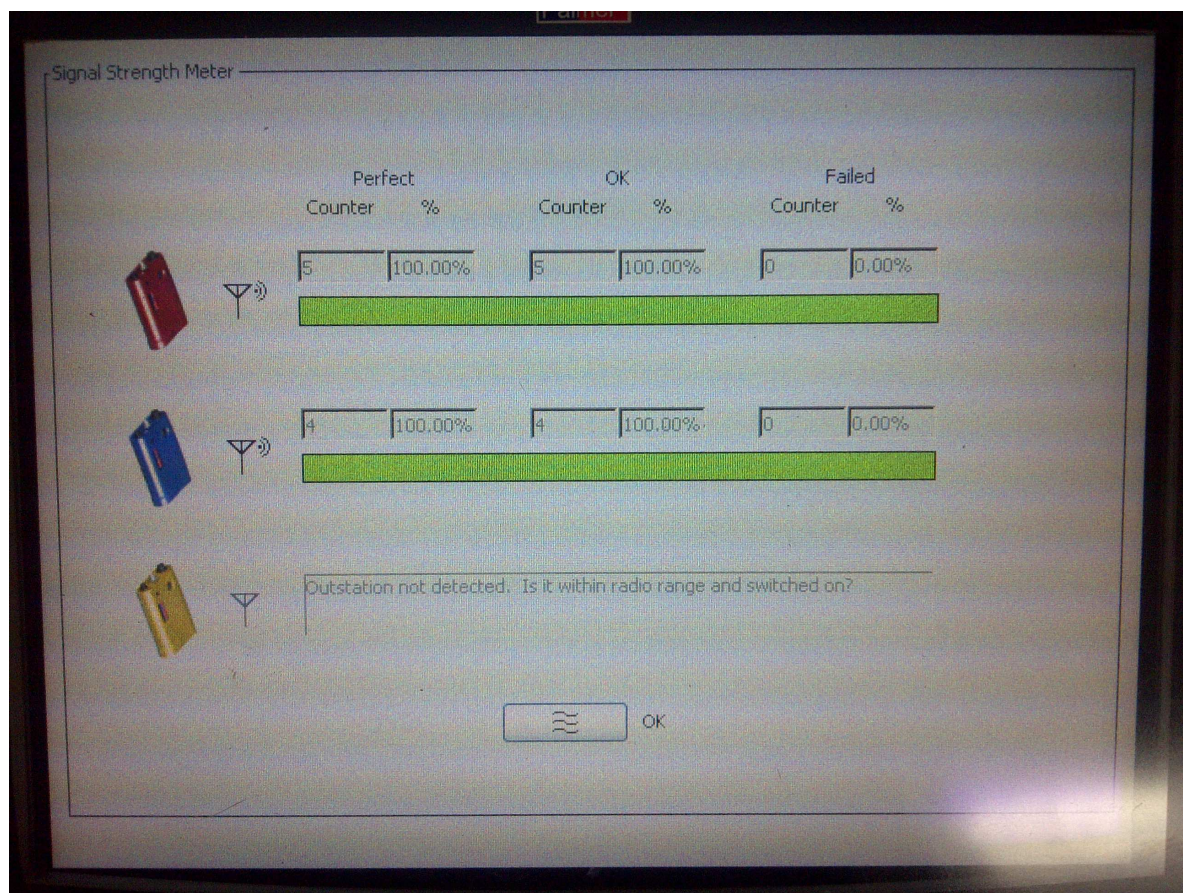 Palmer
Signal Strength Meter
Perfect OK Failed
Counter % Counter % Counter %
5 100.00% 5 100.00% 0 0.00%
4 100.00% 4 100.00% 0 0.00%
Outstation not detected. Is it within radio range and switched on?
OK